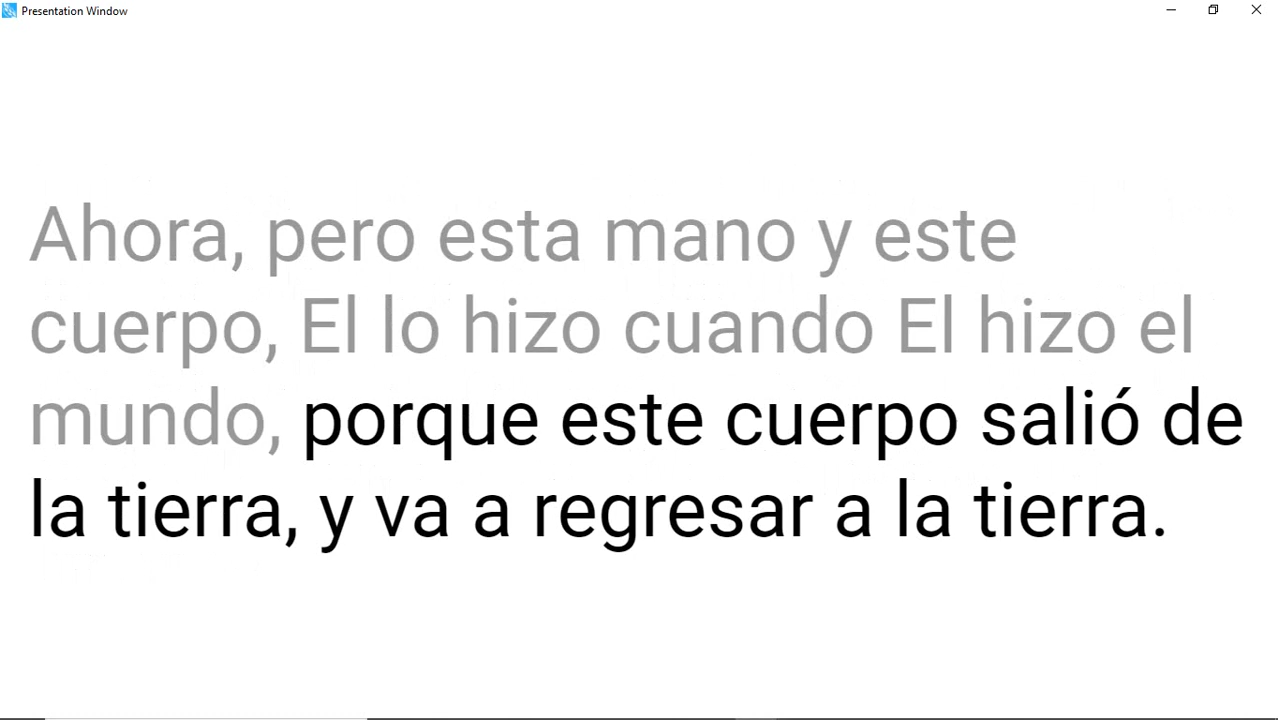 Presentation Window
Ahora, pero esta mano y este
cuerpo, El lo hizo cuando El hizo el
mundo, porque este cuerpo salió de
la tierra, y va a regresar a la tierra.